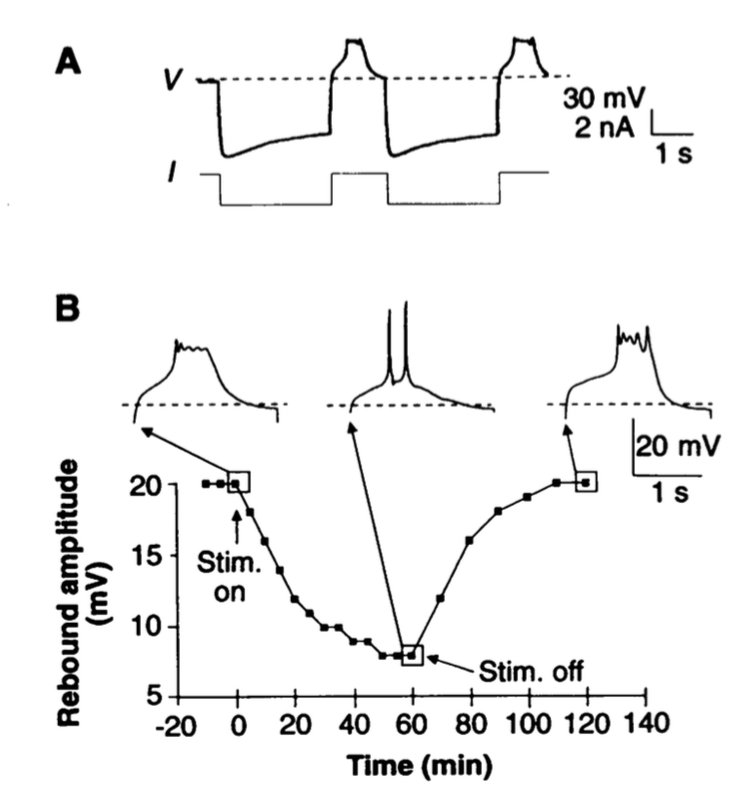 A
V
30 mV
2 nA
1 s
I
B
20 mV
1 s
Rebound amplitude
(mV)
20
15
10
5
Stim.
on
Stim. off
-20 0 20 40 60 80 100 120 140
Time (min)